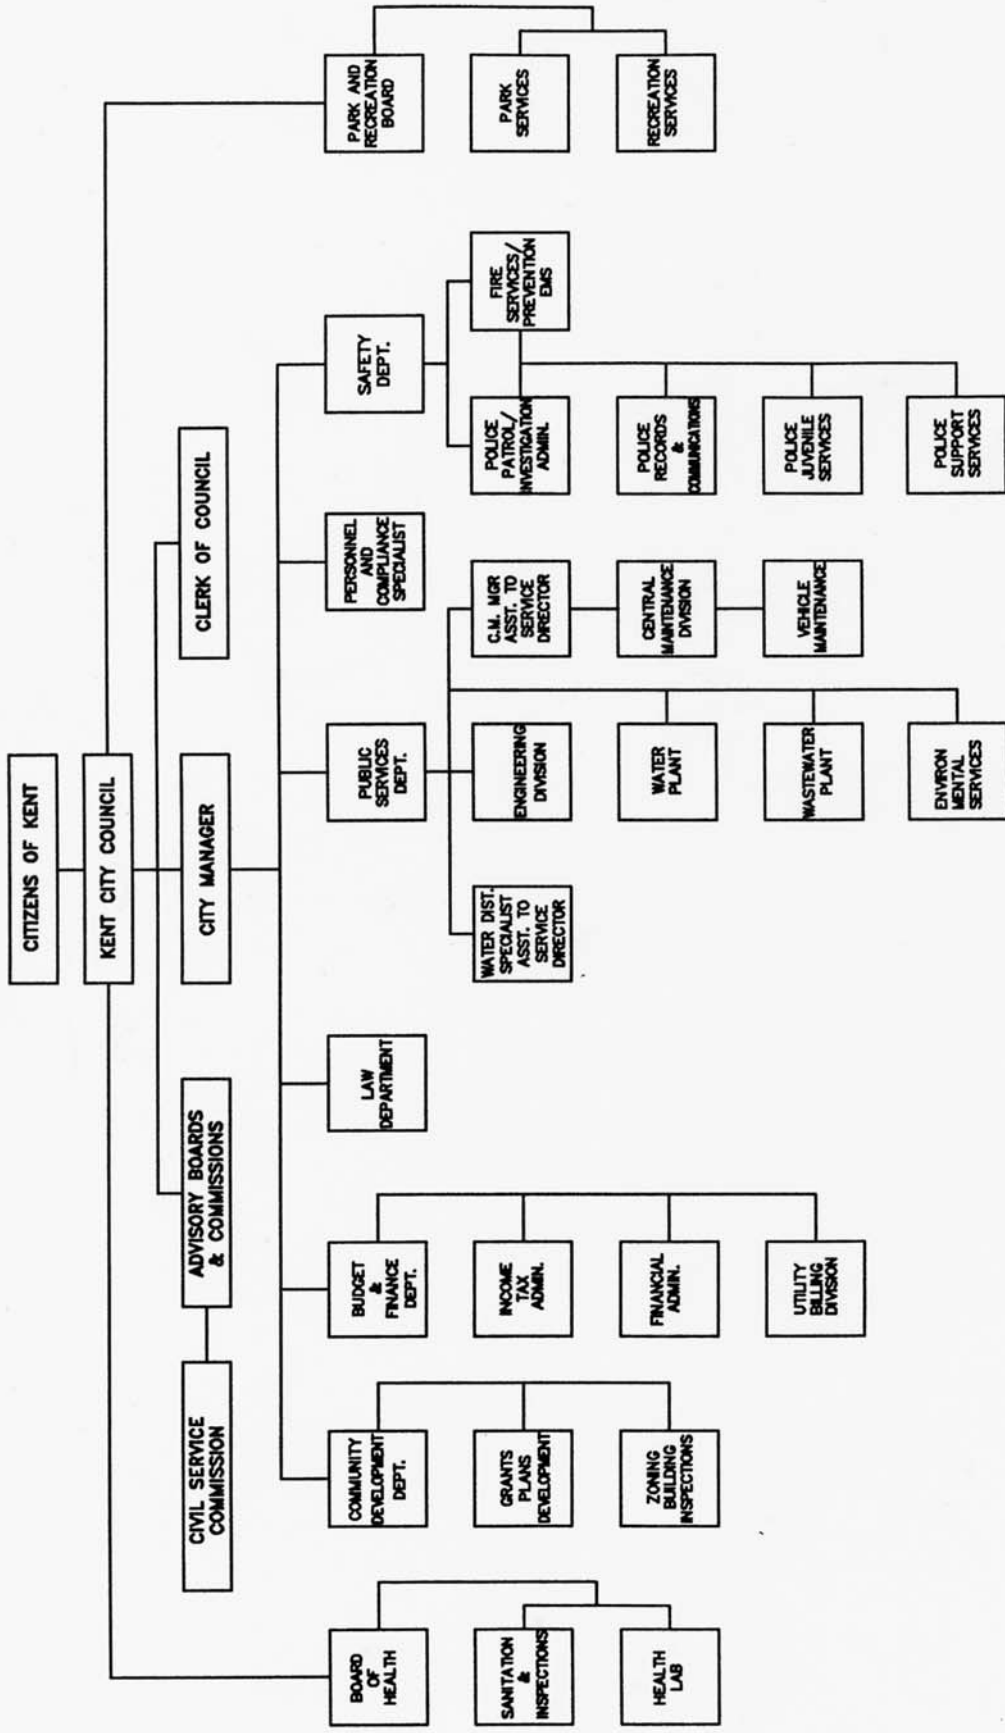 CITIZENS OF KENT
KENT CITY COUNCIL
CIVIL SERVICE
COMMISSION
ADVISORY BOARDS
& COMMISSIONS
CITY MANAGER
CLERK OF COUNCIL
BOARD
OF
HEALTH
COMMUNITY
DEVELOPMENT
DEPT.
BUDGET
&
FINANCE
DEPT.
LAW
DEPARTMENT
PUBLIC
SERVICES
DEPT.
PERSONNEL
AND
COMPLIANCE
SPECIALIST
SAFETY
DEPT.
PARK AND
RECREATION
BOARD
SANITATION
&
INSPECTIONS
GRANTS
PLANS
DEVELOPMENT
INCOME
TAX
ADMIN.
WATER DIST.
SPECIALIST
ASST. TO
SERVICE
DIRECTOR
ENGINEERING
DIVISION
C.M. MGR
ASST. TO
SERVICE
DIRECTOR
POLICE
PATROL/
INVESTIGATION
ADMIN.
FIRE
SERVICES/
PREVENTION
EMS
PARK
SERVICES
HEALTH
LAB
ZONING
BUILDING
INSPECTIONS
FINANCIAL
ADMIN.
WATER
PLANT
CENTRAL
MAINTENANCE
DIVISION
POLICE
RECORDS
&
COMMUNICATIONS
RECREATION
SERVICES
UTILITY
BILLING
DIVISION
WASTEWATER
PLANT
VEHICLE
MAINTENANCE
POLICE
JUVENILE
SERVICES
ENVIRON
MENTAL
SERVICES
POLICE
SUPPORT
SERVICES